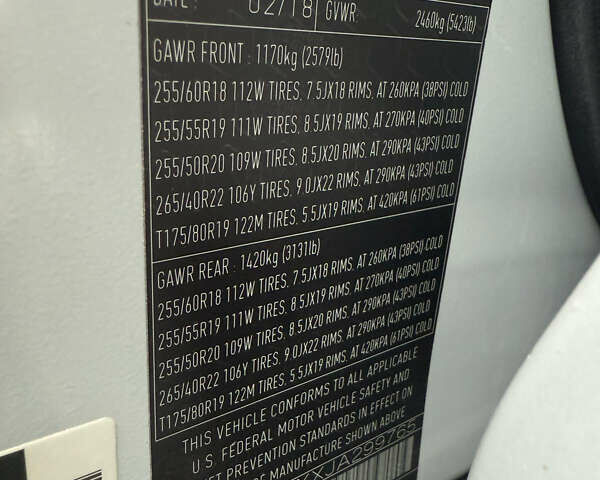 DATE: 02/18 GVWR: 2460kg (5423lb)
GAWR FRONT : 1170kg (2579lb)
255/60R18 112W TIRES, 7.5JX18 RIMS, AT 260KPA (38PSI) COLD
255/55R19 111W TIRES, 8.5JX19 RIMS, AT 270KPA (40PSI) COLD
255/50R20 109W TIRES, 8.5JX20 RIMS, AT 290KPA (43PSI) COLD
265/40R22 106Y TIRES, 9.0JX22 RIMS, AT 290KPA (43PSI) COLD
T175/80R19 122M TIRES, 5.5JX19 RIMS, AT 420KPA (61PSI) COLD
GAWR REAR : 1420kg (3131lb)
255/60R18 112W TIRES, 7.5JX18 RIMS, AT 260KPA (38PSI) COLD
255/55R19 111W TIRES, 8.5JX19 RIMS, AT 270KPA (40PSI) COLD
255/50R20 109W TIRES, 8.5JX20 RIMS, AT 290KPA (43PSI) COLD
265/40R22 106Y TIRES, 9.0JX22 RIMS, AT 290KPA (43PSI) COLD
T175/80R19 122M TIRES, 5.5JX19 RIMS, AT 420KPA (61PSI) COLD
THIS VEHICLE CONFORMS TO ALL APPLICABLE
U.S. FEDERAL MOTOR VEHICLE SAFETY AND
PREVENTION STANDARDS IN EFFECT ON
OF MANUFACTURE SHOWN ABOVE
XJA299765